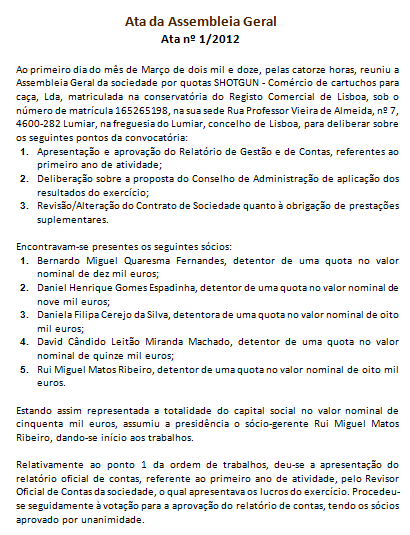 Ata da Assembleia Geral
Ata nº 1/2012
Ao primeiro dia do mês de Março de dois mil e doze, pelas catorze horas, reuniu a
Assembleia Geral da sociedade por quotas SHOTGUN - Comércio de cartuchos para
caça, Lda, matriculada na conservatória do Registo Comercial de Lisboa, sob o
número de matrícula 165265198, na sua sede Rua Professor Vieira de Almeida, nº 7,
4600-282 Lumiar, na freguesia do Lumiar, concelho de Lisboa, para deliberar sobre
os seguintes pontos da convocatória:
1. Apresentação e aprovação do Relatório de Gestão e de Contas, referentes ao
primeiro ano de atividade;
2. Deliberação sobre a proposta do Conselho de Administração de aplicação dos
resultados do exercício;
3. Revisão/Alteração do Contrato de Sociedade quanto à obrigação de prestações
suplementares.
Encontravam-se presentes os seguintes sócios:
1. Bernardo Miguel Quaresma Fernandes, detentor de uma quota no valor
nominal de dez mil euros;
2. Daniel Henrique Gomes Espadinha, detentor de uma quota no valor nominal de
nove mil euros;
3. Daniela Filipa Cerejo da Silva, detentora de uma quota no valor nominal de oito
mil euros;
4. David Cândido Leitão Miranda Machado, detentor de uma quota no valor
nominal de quinze mil euros;
5. Rui Miguel Matos Ribeiro, detentor de uma quota no valor nominal de oito mil
euros.
Estando assim representada a totalidade do capital social no valor nominal de
cinquenta mil euros, assumiu a presidência o sócio-gerente Rui Miguel Matos
Ribeiro, dando-se início aos trabalhos.
Relativamente ao ponto 1 da ordem de trabalhos, deu-se a apresentação do
relatório oficial de contas, referente ao primeiro ano de atividade, pelo Revisor
Oficial de Contas da sociedade, o qual apresentava os lucros do exercício. Procedeu-
se seguidamente à votação para a aprovação do relatório de contas, tendo os sócios
aprovado por unanimidade.